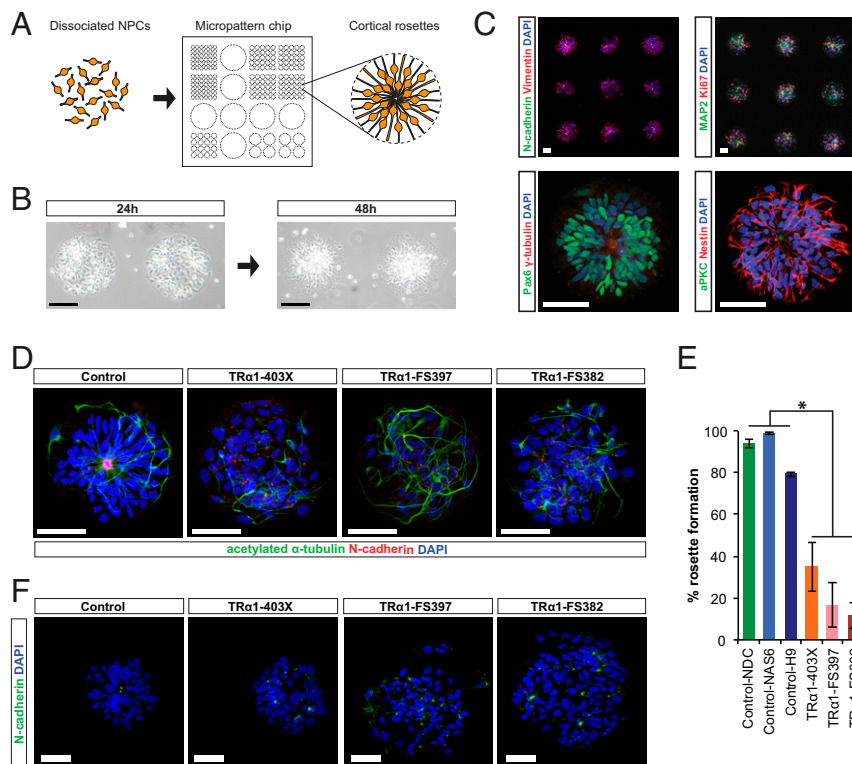 A
Dissociated NPCs
Micropattern chip
Cortical rosettes
B
24h
48h
C
N-cadherin Vimentin DAPI
MAP2 Ki67 DAPI
Pax6 γ-tubulin DAPI
aPKC Nestin DAPI
D
Control
TRα1-403X
TRα1-FS397
TRα1-FS382
acetylated α-tubulin N-cadherin DAPI
E
*
% rosette formation
100
80
60
40
20
0
Control-NDC
Control-NAS6
Control-H9
TRα1-403X
TRα1-FS397
F
Control
TRα1-403X
TRα1-FS397
TRα1-FS382
N-cadherin DAPI